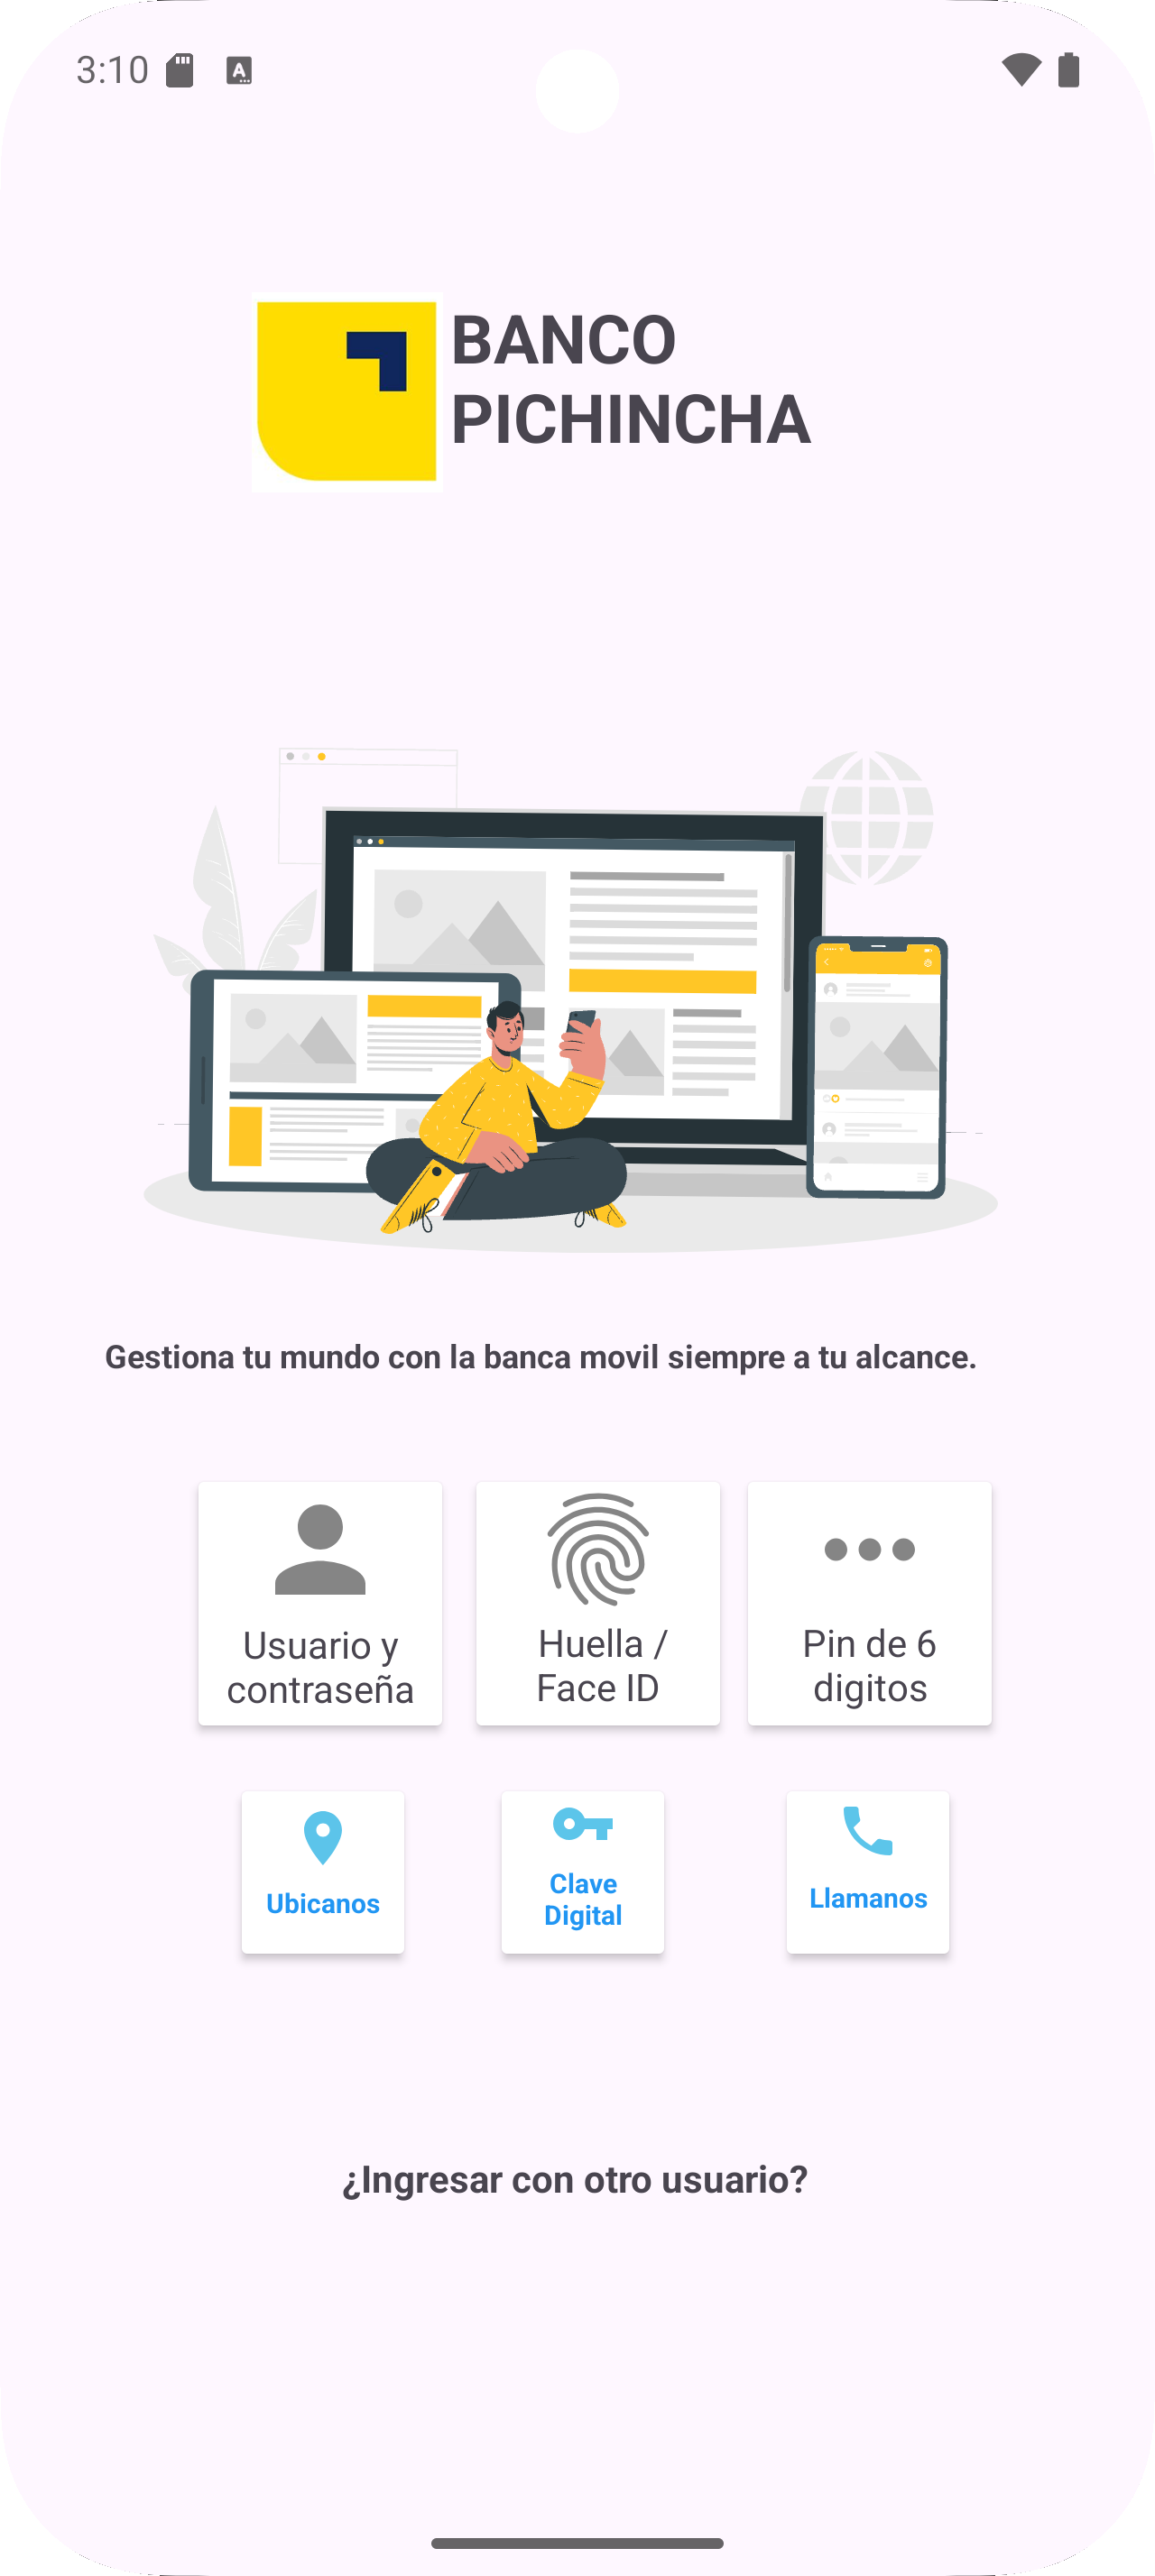 3:10
BANCO
PICHINCHA
Gestiona tu mundo con la banca movil siempre a tu alcance.
Usuario y
contraseña
Huella /
Face ID
Pin de 6
digitos
Ubicanos
Clave
Digital
Llamanos
¿Ingresar con otro usuario?